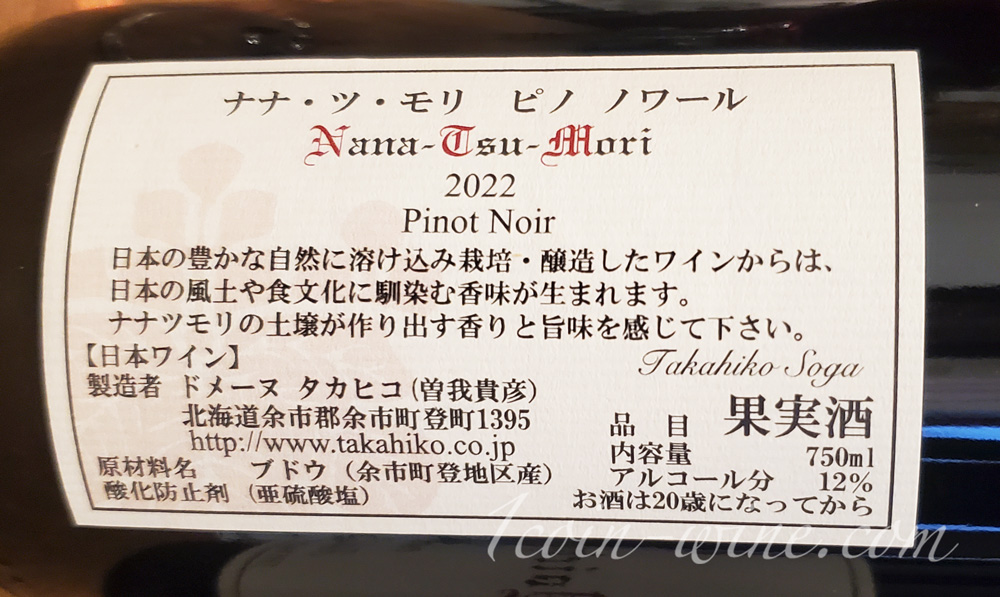 ナナ・ツ・モリ ピノ ノワール
Nana-Tsu-Mori
2022
Pinot Noir
日本の豊かな自然に溶け込み栽培・醸造したワインからは、
日本の風土や食文化に馴染む香味が生まれます。
ナナツモリの土壌が作り出す香りと旨味を感じて下さい。
Takahiko Soga
【日本ワイン】
製造者 ドメーヌ タカヒコ(曽我貴彦)
北海道余市郡余市町登町1395
http://www.takahiko.co.jp
原材料名 ブドウ（余市町登地区産）
酸化防止剤（亜硫酸塩）
品 目 果実酒
内容量 750ml
アルコール分 12%
お酒は20歳になってから
1coin-wine.com